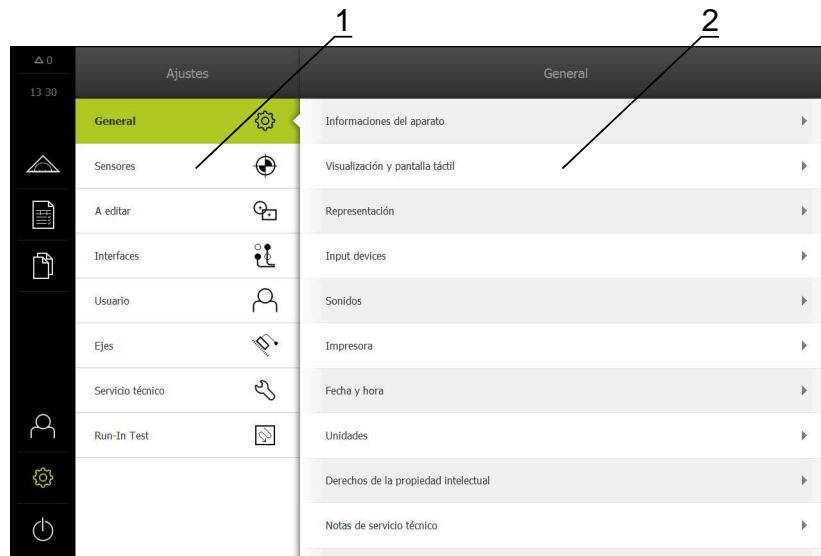 1
2
0
13 30
Ajustes
General
General
Sensores
A editar
Interfaces
Usuario
Ejes
Servicio técnico
Run-In Test
Informaciones del aparato
Visualización y pantalla táctil
Representación
Input devices
Sonidos
Impresora
Fecha y hora
Unidades
Derechos de la propiedad intelectual
Notas de servicio técnico